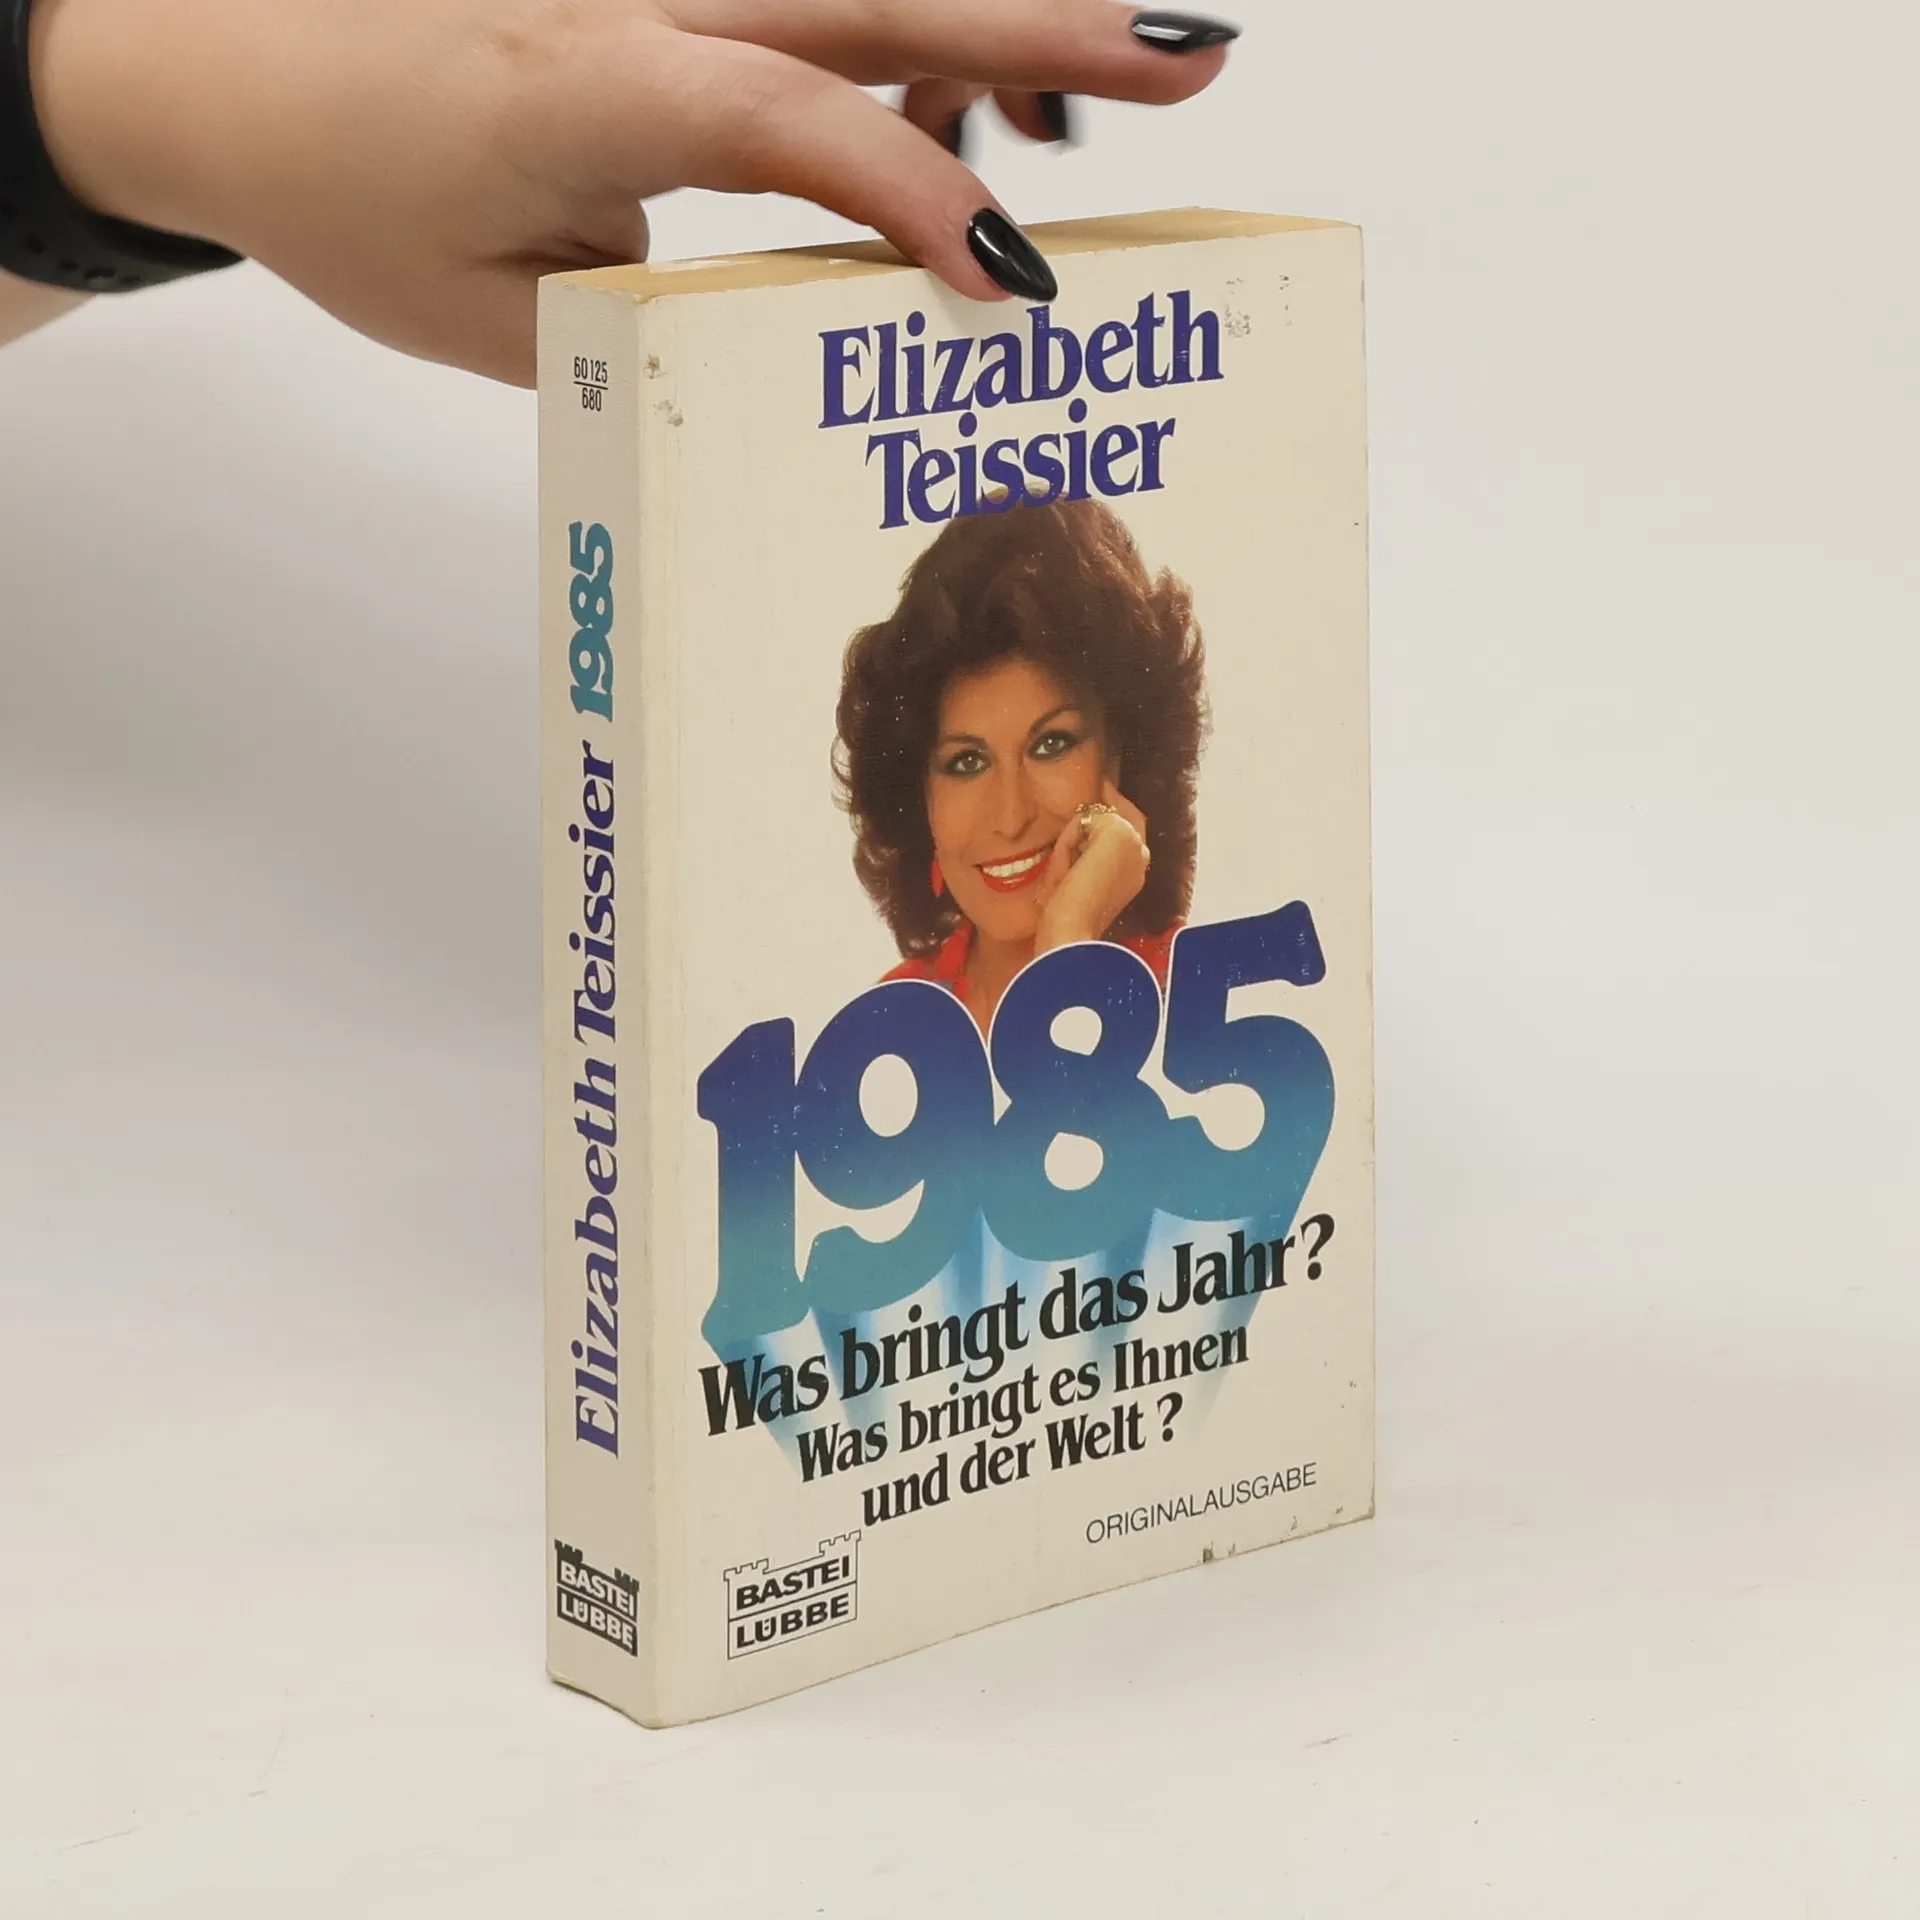 60125
680
Elizabeth Teissier 1985
BASTEI
LÜBBE
Elizabeth
Teissier
1985
Was bringt das Jahr?
Was bringt es Ihnen
und der Welt?
ORIGINALAUSGABE
BASTEI
LÜBBE